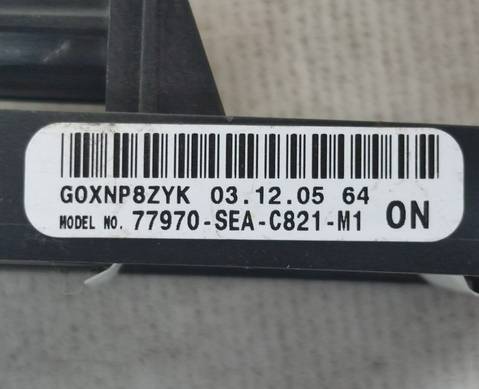 G0XNP8ZYK 03.12.05 64
MODEL NO. 77970-SEA-C821-M1 ON